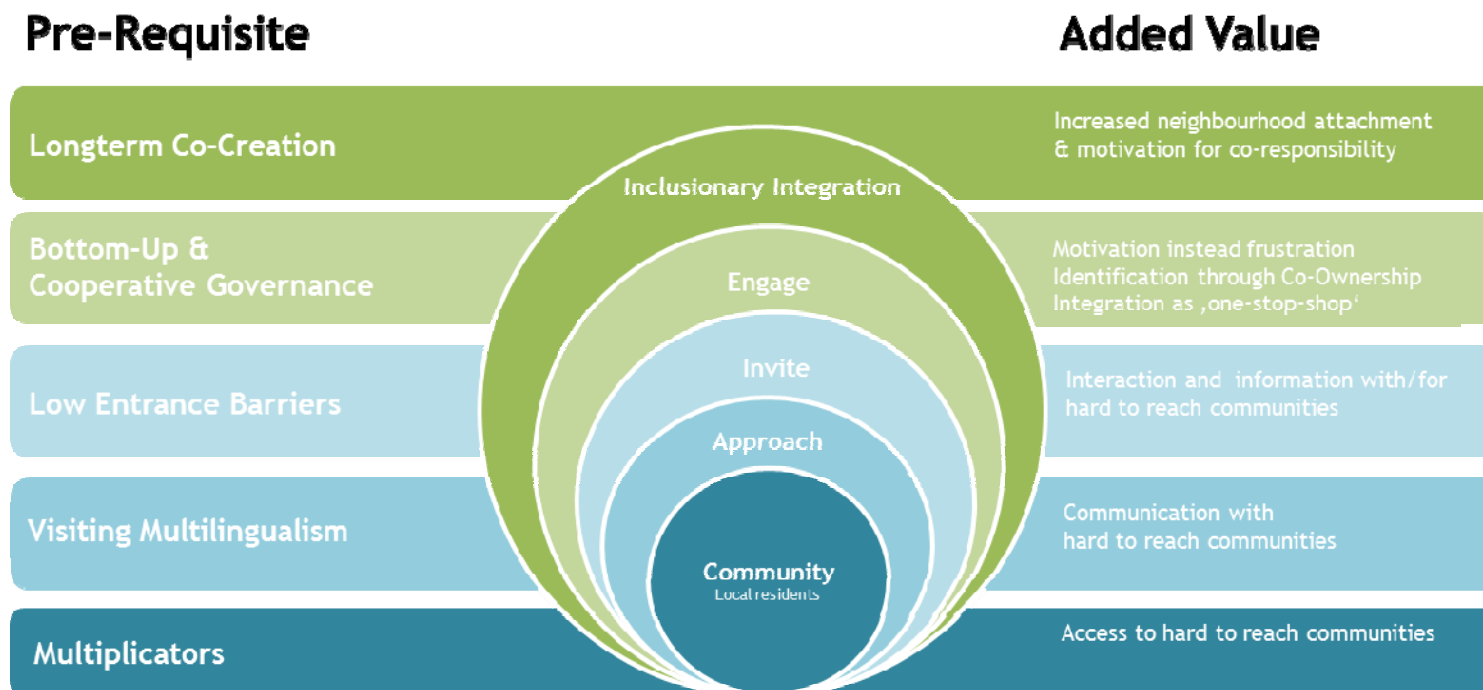 Pre-Requisite
Added Value
Longterm Co-Creation
Inclusionary Integration
Increased neighbourhood attachment
& motivation for co-responsibility
Bottom-Up &
Cooperative Governance
Engage
Motivation instead frustration
Identification through Co-Ownership
Integration as ‚one-stop-shop‘
Low Entrance Barriers
Invite
Interaction and information with/for
hard to reach communities
Visiting Multilingualism
Approach
Communication with
hard to reach communities
Multiplicators
Community
Local residents
Access to hard to reach communities